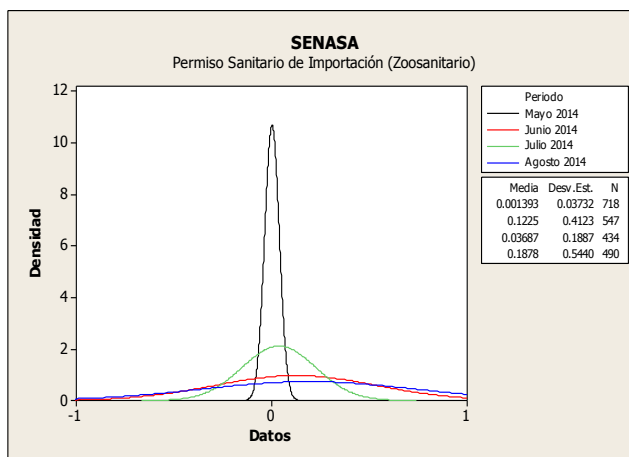 SENASA
Permiso Sanitario de Importación (Zoosanitario)
12
10
8
6
4
2
0
Densidad
-1 0 1
Datos
Periodo
Mayo 2014
Junio 2014
Julio 2014
Agosto 2014
Media Desv.Est. N
0.001393 0.03732 718
0.1225 0.4123 547
0.03687 0.1887 434
0.1878 0.5440 490